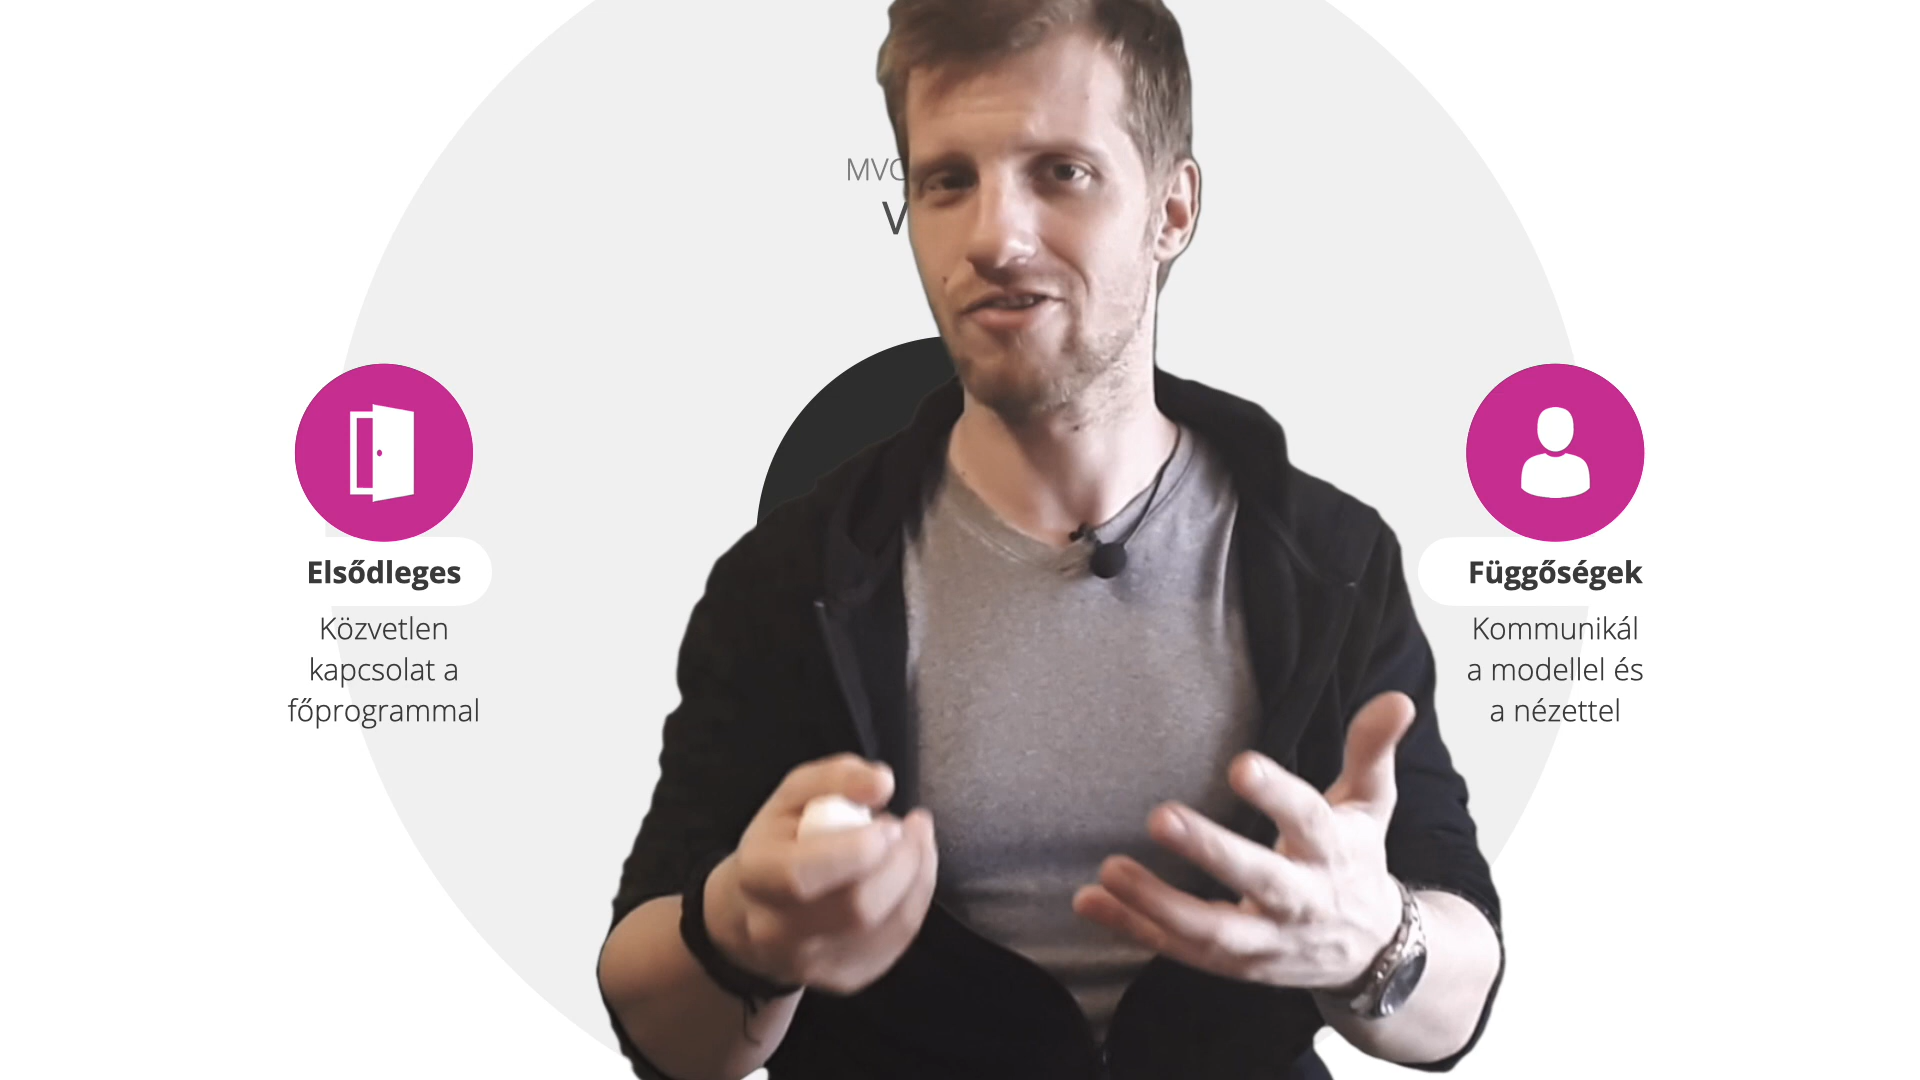 MVC
V
Elsődleges
Közvetlen
kapcsolat a
főprogrammal
Függőségek
Kommunikál
a modellel és
a nézettel